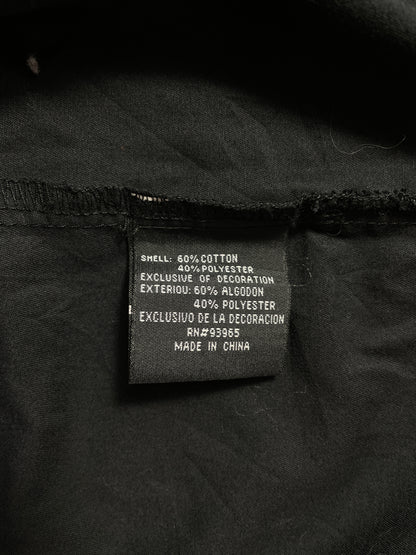 SHELL: 60% COTTON
40% POLYESTER
EXCLUSIVE OF DECORATION
EXTERIOU: 60% ALGODON
40% POLYESTER
EXCLUSIVO DE LA DECORACION
RN#93965
MADE IN CHINA